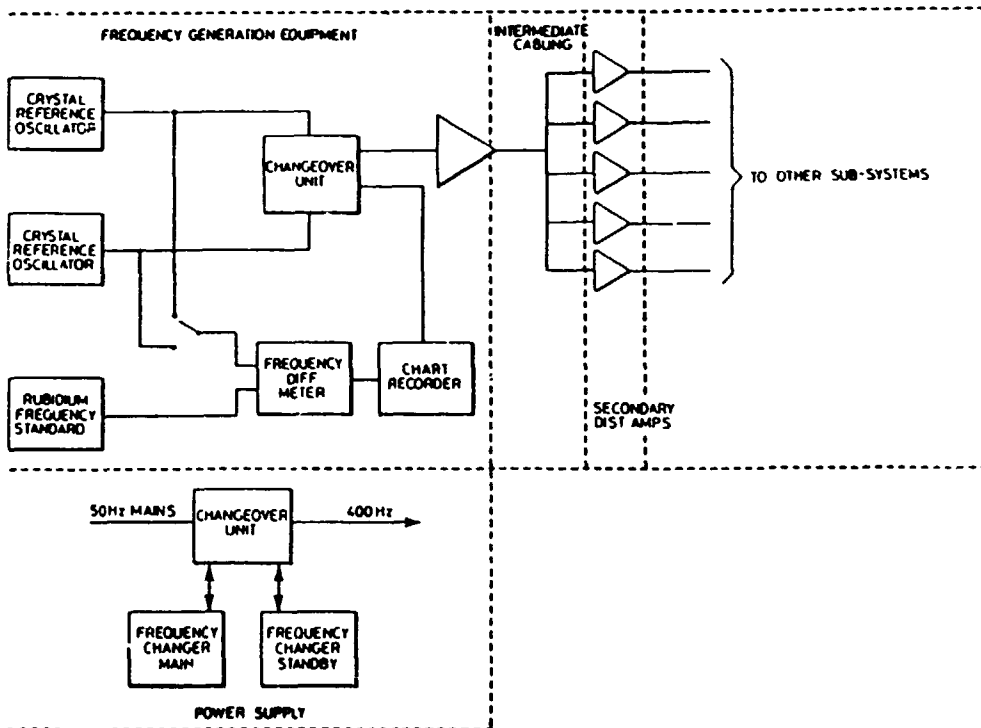 FREQUENCY GENERATION EQUIPMENT
INTERMEDIATE
CABLING
CRYSTAL
REFERENCE
OSCILLATOR
CHANGEOVER
UNIT
TO OTHER SUB-SYSTEMS
CRYSTAL
REFERENCE
OSCILLATOR
FREQUENCY
DIFF
METER
CHART
RECORDER
RUBIDIUM
FREQUENCY
STANDARD
SECONDARY
DIST AMPS
50Hz MAINS
CHANGEOVER
UNIT
400 Hz
FREQUENCY
CHANGER
MAIN
FREQUENCY
CHANGER
STANDBY
POWER SUPPLY